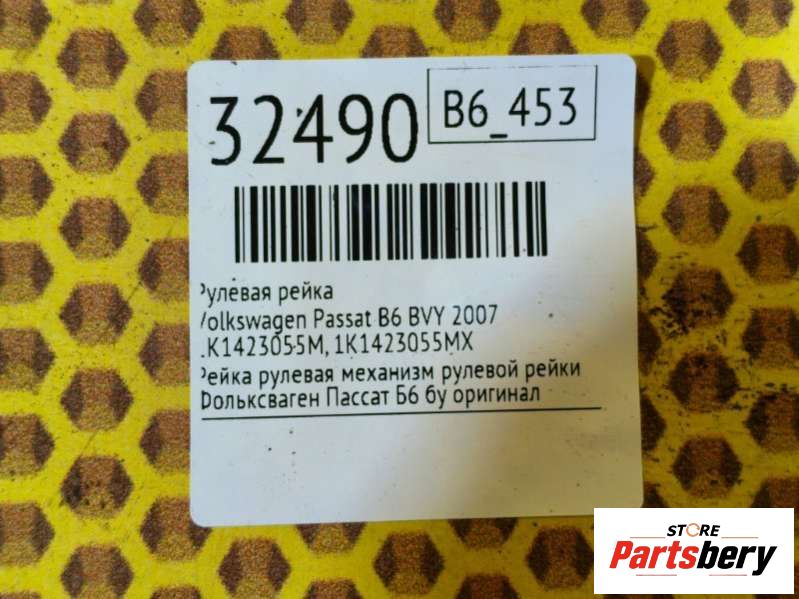 32490
B6_453
Рулевая рейка
Volkswagen Passat B6 BVY 2007
1K1423055M, 1K1423055MX
Рейка рулевая механизм рулевой рейки
Фольксваген Пассат Б6 бу оригинал
STORE
Partsbery